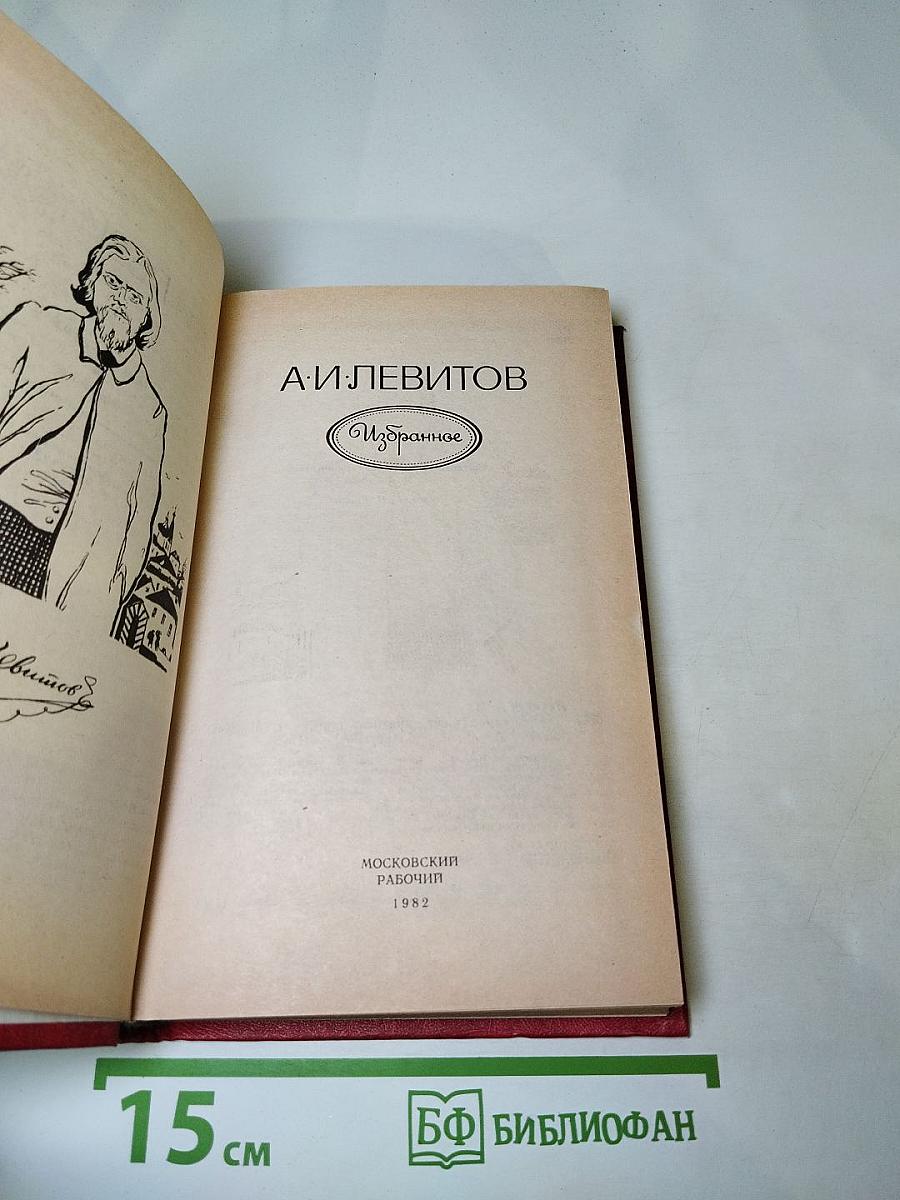 А·И·ЛЕВИТОВ
Избранное
МОСКОВСКИЙ
РАБОЧИЙ
1982
15 см
БФ БИБЛИОФАН